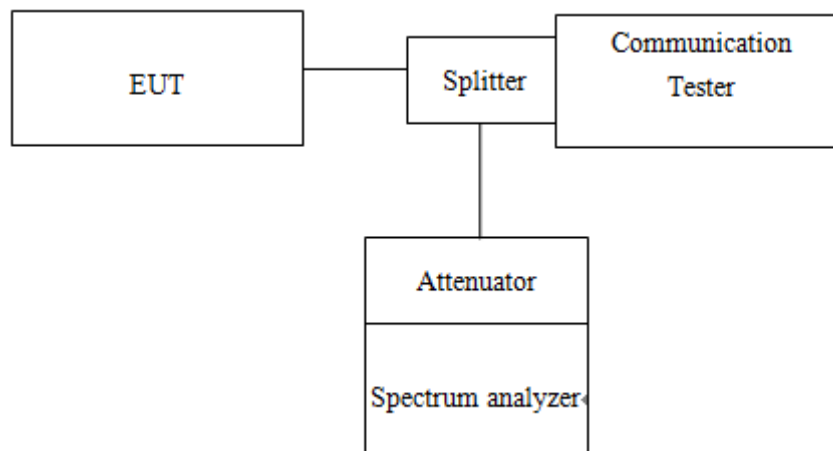 EUT
Splitter
Communication
Tester
Attenuator
Spectrum analyzer